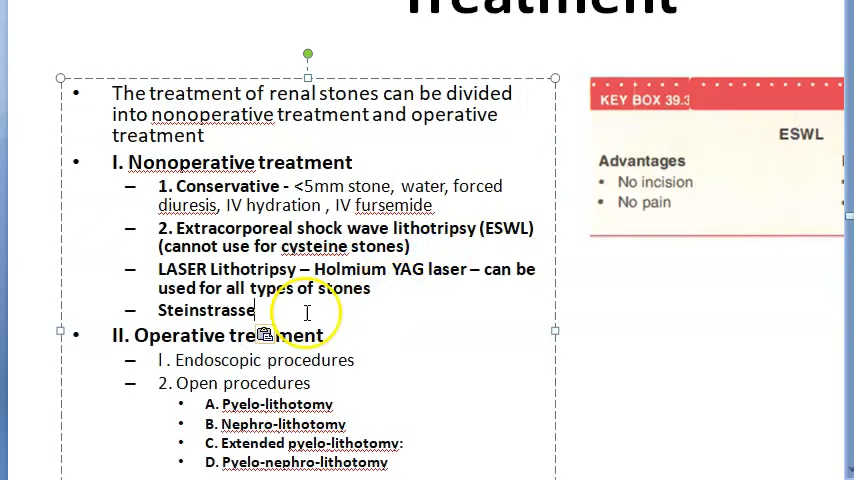 Treatment
• The treatment of renal stones can be divided
into nonoperative treatment and operative
treatment
• I. Nonoperative treatment
– 1. Conservative - <5mm stone, water, forced
diuresis, IV hydration , IV fursemide
– 2. Extracorporeal shock wave lithotripsy (ESWL)
(cannot use for cysteine stones)
– LASER Lithotripsy – Holmium YAG laser – can be
used for all types of stones
– Steinstrasse
• II. Operative treatment
– l . Endoscopic procedures
– 2. Open procedures
• A. Pyelo-lithotomy
• B. Nephro-lithotomy
• C. Extended pyelo-lithotomy:
• D. Pyelo-nephro-lithotomy
KEY BOX 39.3
ESWL
Advantages
• No incision
• No pain